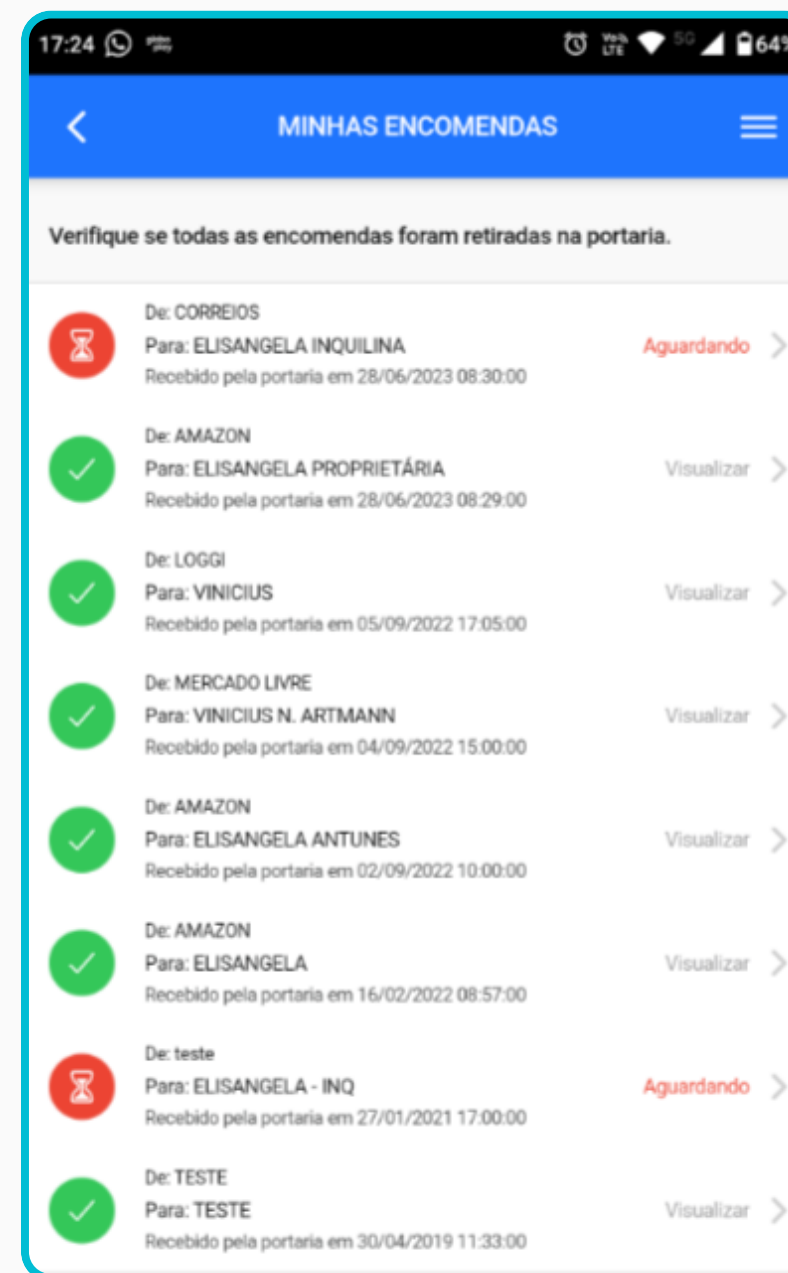 17:24
VoLTE 5G 64%
MINHAS ENCOMENDAS
Verifique se todas as encomendas foram retiradas na portaria.
De: CORREIOS
Para: ELISANGELA INQUILINA
Aguardando
Recebido pela portaria em 28/06/2023 08:30:00
De: AMAZON
Para: ELISANGELA PROPRIETÁRIA
Visualizar
Recebido pela portaria em 28/06/2023 08:29:00
De: LOGGI
Para: VINICIUS
Visualizar
Recebido pela portaria em 05/09/2022 17:05:00
De: MERCADO LIVRE
Para: VINICIUS N. ARTMANN
Visualizar
Recebido pela portaria em 04/09/2022 15:00:00
De: AMAZON
Para: ELISANGELA ANTUNES
Visualizar
Recebido pela portaria em 02/09/2022 10:00:00
De: AMAZON
Para: ELISANGELA
Visualizar
Recebido pela portaria em 16/02/2022 08:57:00
De: teste
Para: ELISANGELA - INQ
Aguardando
Recebido pela portaria em 27/01/2021 17:00:00
De: TESTE
Para: TESTE
Visualizar
Recebido pela portaria em 30/04/2019 11:33:00